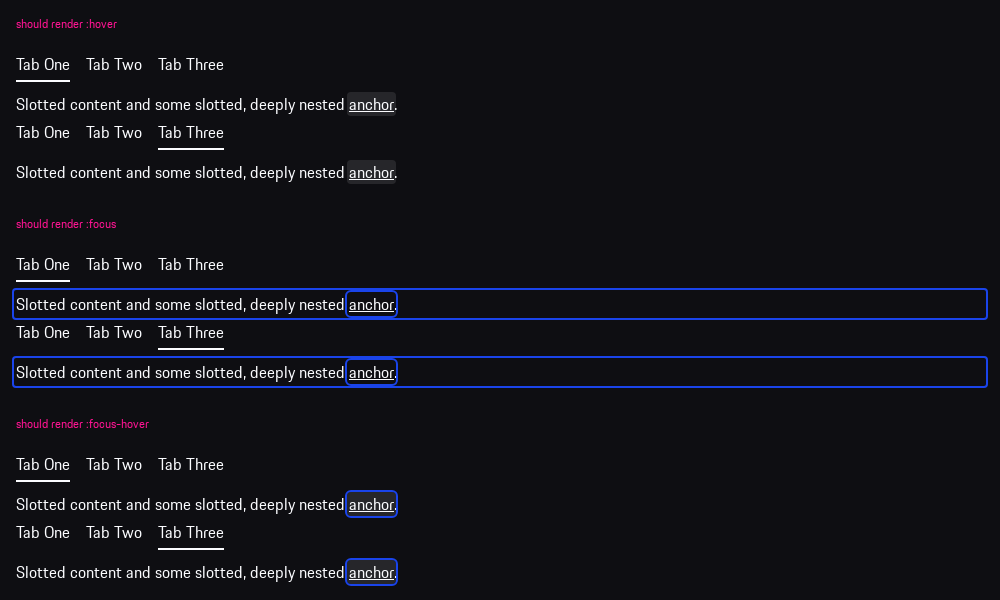 should render :hover
Tab One Tab Two Tab Three
Slotted content and some slotted, deeply nested anchor.
Tab One Tab Two Tab Three
Slotted content and some slotted, deeply nested anchor.
should render :focus
Tab One Tab Two Tab Three
Slotted content and some slotted, deeply nested anchor.
Tab One Tab Two Tab Three
Slotted content and some slotted, deeply nested anchor.
should render :focus-hover
Tab One Tab Two Tab Three
Slotted content and some slotted, deeply nested anchor.
Tab One Tab Two Tab Three
Slotted content and some slotted, deeply nested anchor.